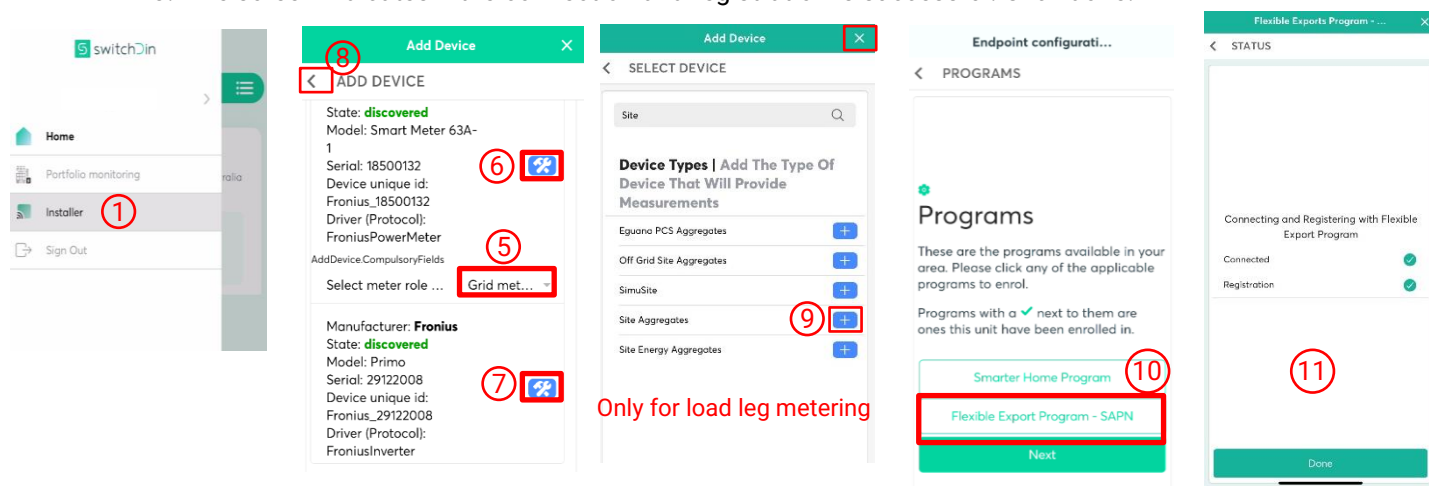 switchDin
Home
Portfolio monitoring
ralia
1
Installer
Sign Out
8
Add Device
ADD DEVICE
State: discovered
Model: Smart Meter 63A-
1
Serial: 18500132
6
Device unique id:
Fronius_18500132
Driver (Protocol):
FroniusPowerMeter
5
AddDevice.CompulsoryFields
Select meter role ...
Grid met...
Manufacturer: Fronius
State: discovered
Model: Primo
Serial: 29122008
7
Device unique id:
Fronius_29122008
Driver (Protocol):
FroniusInverter
Add Device
SELECT DEVICE
Site
Device Types | Add The Type Of
Device That Will Provide
Measurements
Eguana PCS Aggregates
Off Grid Site Aggregates
SimuSite
Site Aggregates
9
Site Energy Aggregates
Only for load leg metering
Endpoint configurati...
PROGRAMS
Programs
These are the programs available in your
area. Please click any of the applicable
programs to enrol.
Programs with a ✓ next to them are
ones this unit have been enrolled in.
10
Smarter Home Program
Flexible Export Program - SAPN
Next
Flexible Exports Program - ...
STATUS
Connecting and Registering with Flexible
Export Program
Connected
Registration
11
Done